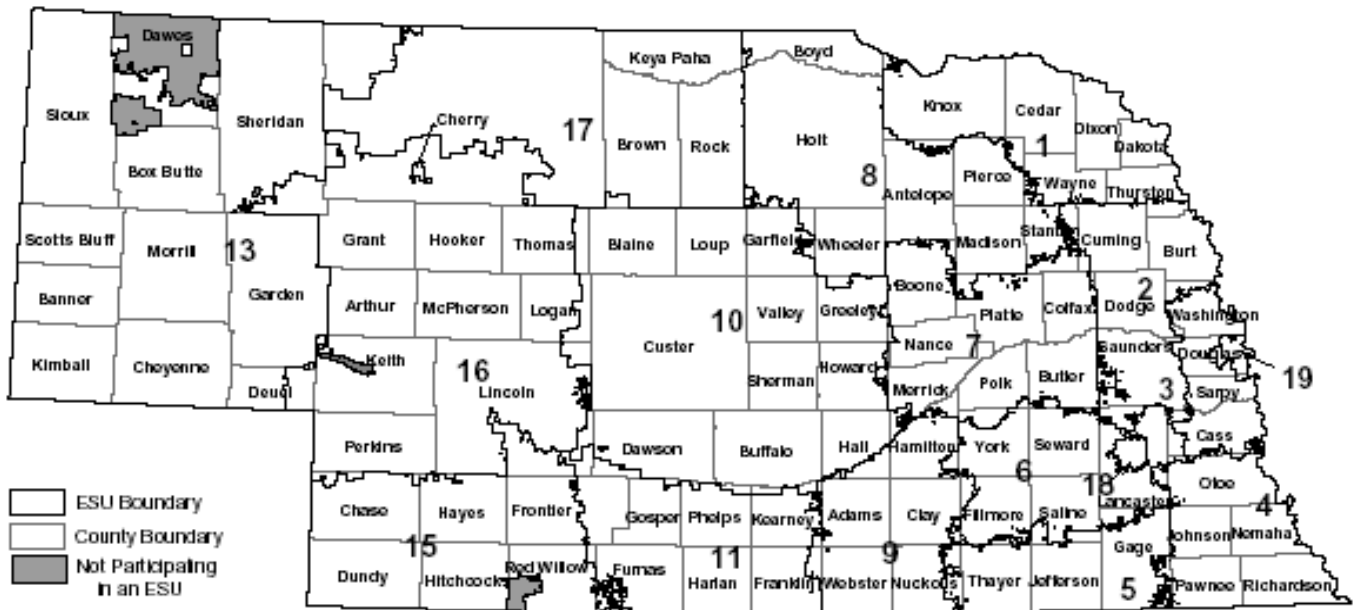 Dawes
Keya Paha
Boyd
Sioux
Sheridan
Cherry
17
Knox
Cedar
Dixon
Dakota
1
Brown
Rock
Holt
8
Box Butte
Antelope
Pierce
Wayne
Thurston
Scotts Bluff
Morrill
13
Grant
Hooker
Thomas
Blaine
Loup
Garfield
Wheeler
Madison
Stanton
Cuming
Burt
Banner
Garden
Arthur
McPherson
Logan
Custer
10
Valley
Greeley
Boone
Platte
Colfax
2
Dodge
Washington
Kimball
Cheyenne
Deuel
Keith
16
Lincoln
Sherman
Howard
Nance
7
Merrick
Polk
Butler
Saunders
Douglas
3
Sarpy
19
Perkins
Dawson
Buffalo
Hall
Hamilton
York
Seward
6
Cass
ESU Boundary
County Boundary
Not Participating
in an ESU
Chase
Hayes
Frontier
Gosper
Phelps
Kearney
Adams
Clay
Fillmore
Saline
18
Lancaster
Otoe
4
15
11
9
Johnson
Nemaha
Gage
Dundy
Hitchcock
Red Willow
Furnas
Harlan
Franklin
Webster
Nuckolls
Thayer
Jefferson
5
Pawnee
Richardson